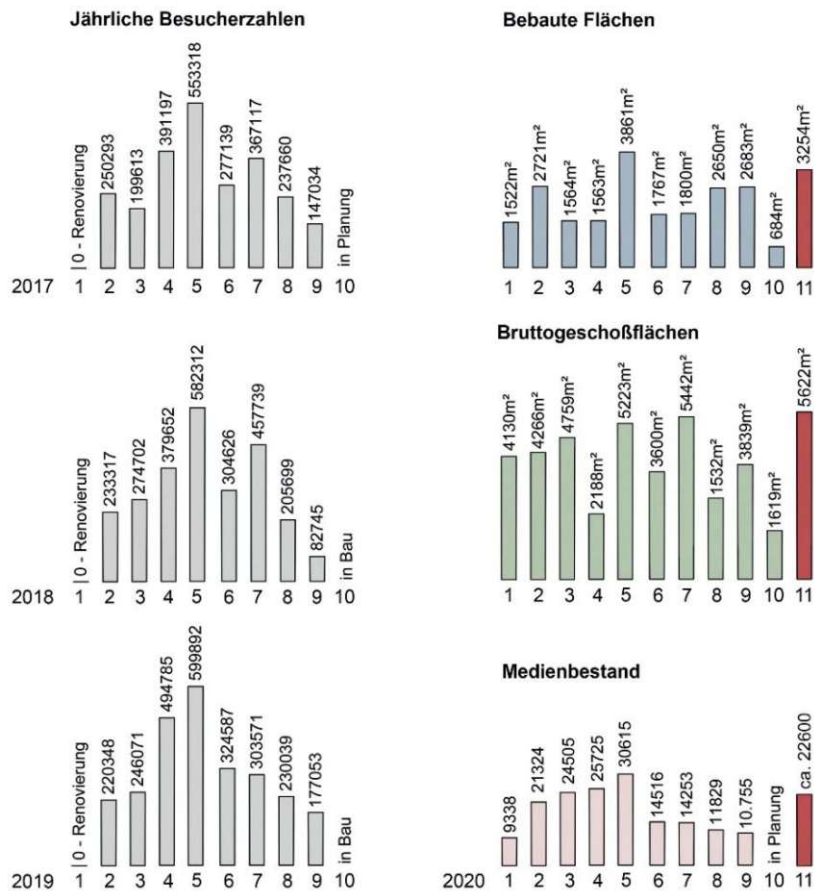 Jährliche Besucherzahlen
| 0 - Renovierung
250293
199613
391197
553318
277139
367117
237660
147034
in Planung
2017 1 2 3 4 5 6 7 8 9 10
| 0 - Renovierung
233317
274702
379652
582312
304626
457739
205699
82745
in Bau
2018 1 2 3 4 5 6 7 8 9 10
| 0 - Renovierung
220348
246071
494785
599892
324587
303571
230039
177053
in Bau
2019 1 2 3 4 5 6 7 8 9 10
Bebaute Flächen
1522m²
2721m²
1564m²
1563m²
3861m²
1767m²
1800m²
2650m²
2683m²
684m²
3254m²
1 2 3 4 5 6 7 8 9 10 11
Bruttogeschoßflächen
4130m²
4266m²
4759m²
2188m²
5223m²
3600m²
5442m²
1532m²
3839m²
1619m²
5622m²
1 2 3 4 5 6 7 8 9 10 11
Medienbestand
9338
21324
24505
25725
30615
14516
14253
11829
10.755
in Planung
ca. 22600
2020 1 2 3 4 5 6 7 8 9 10 11